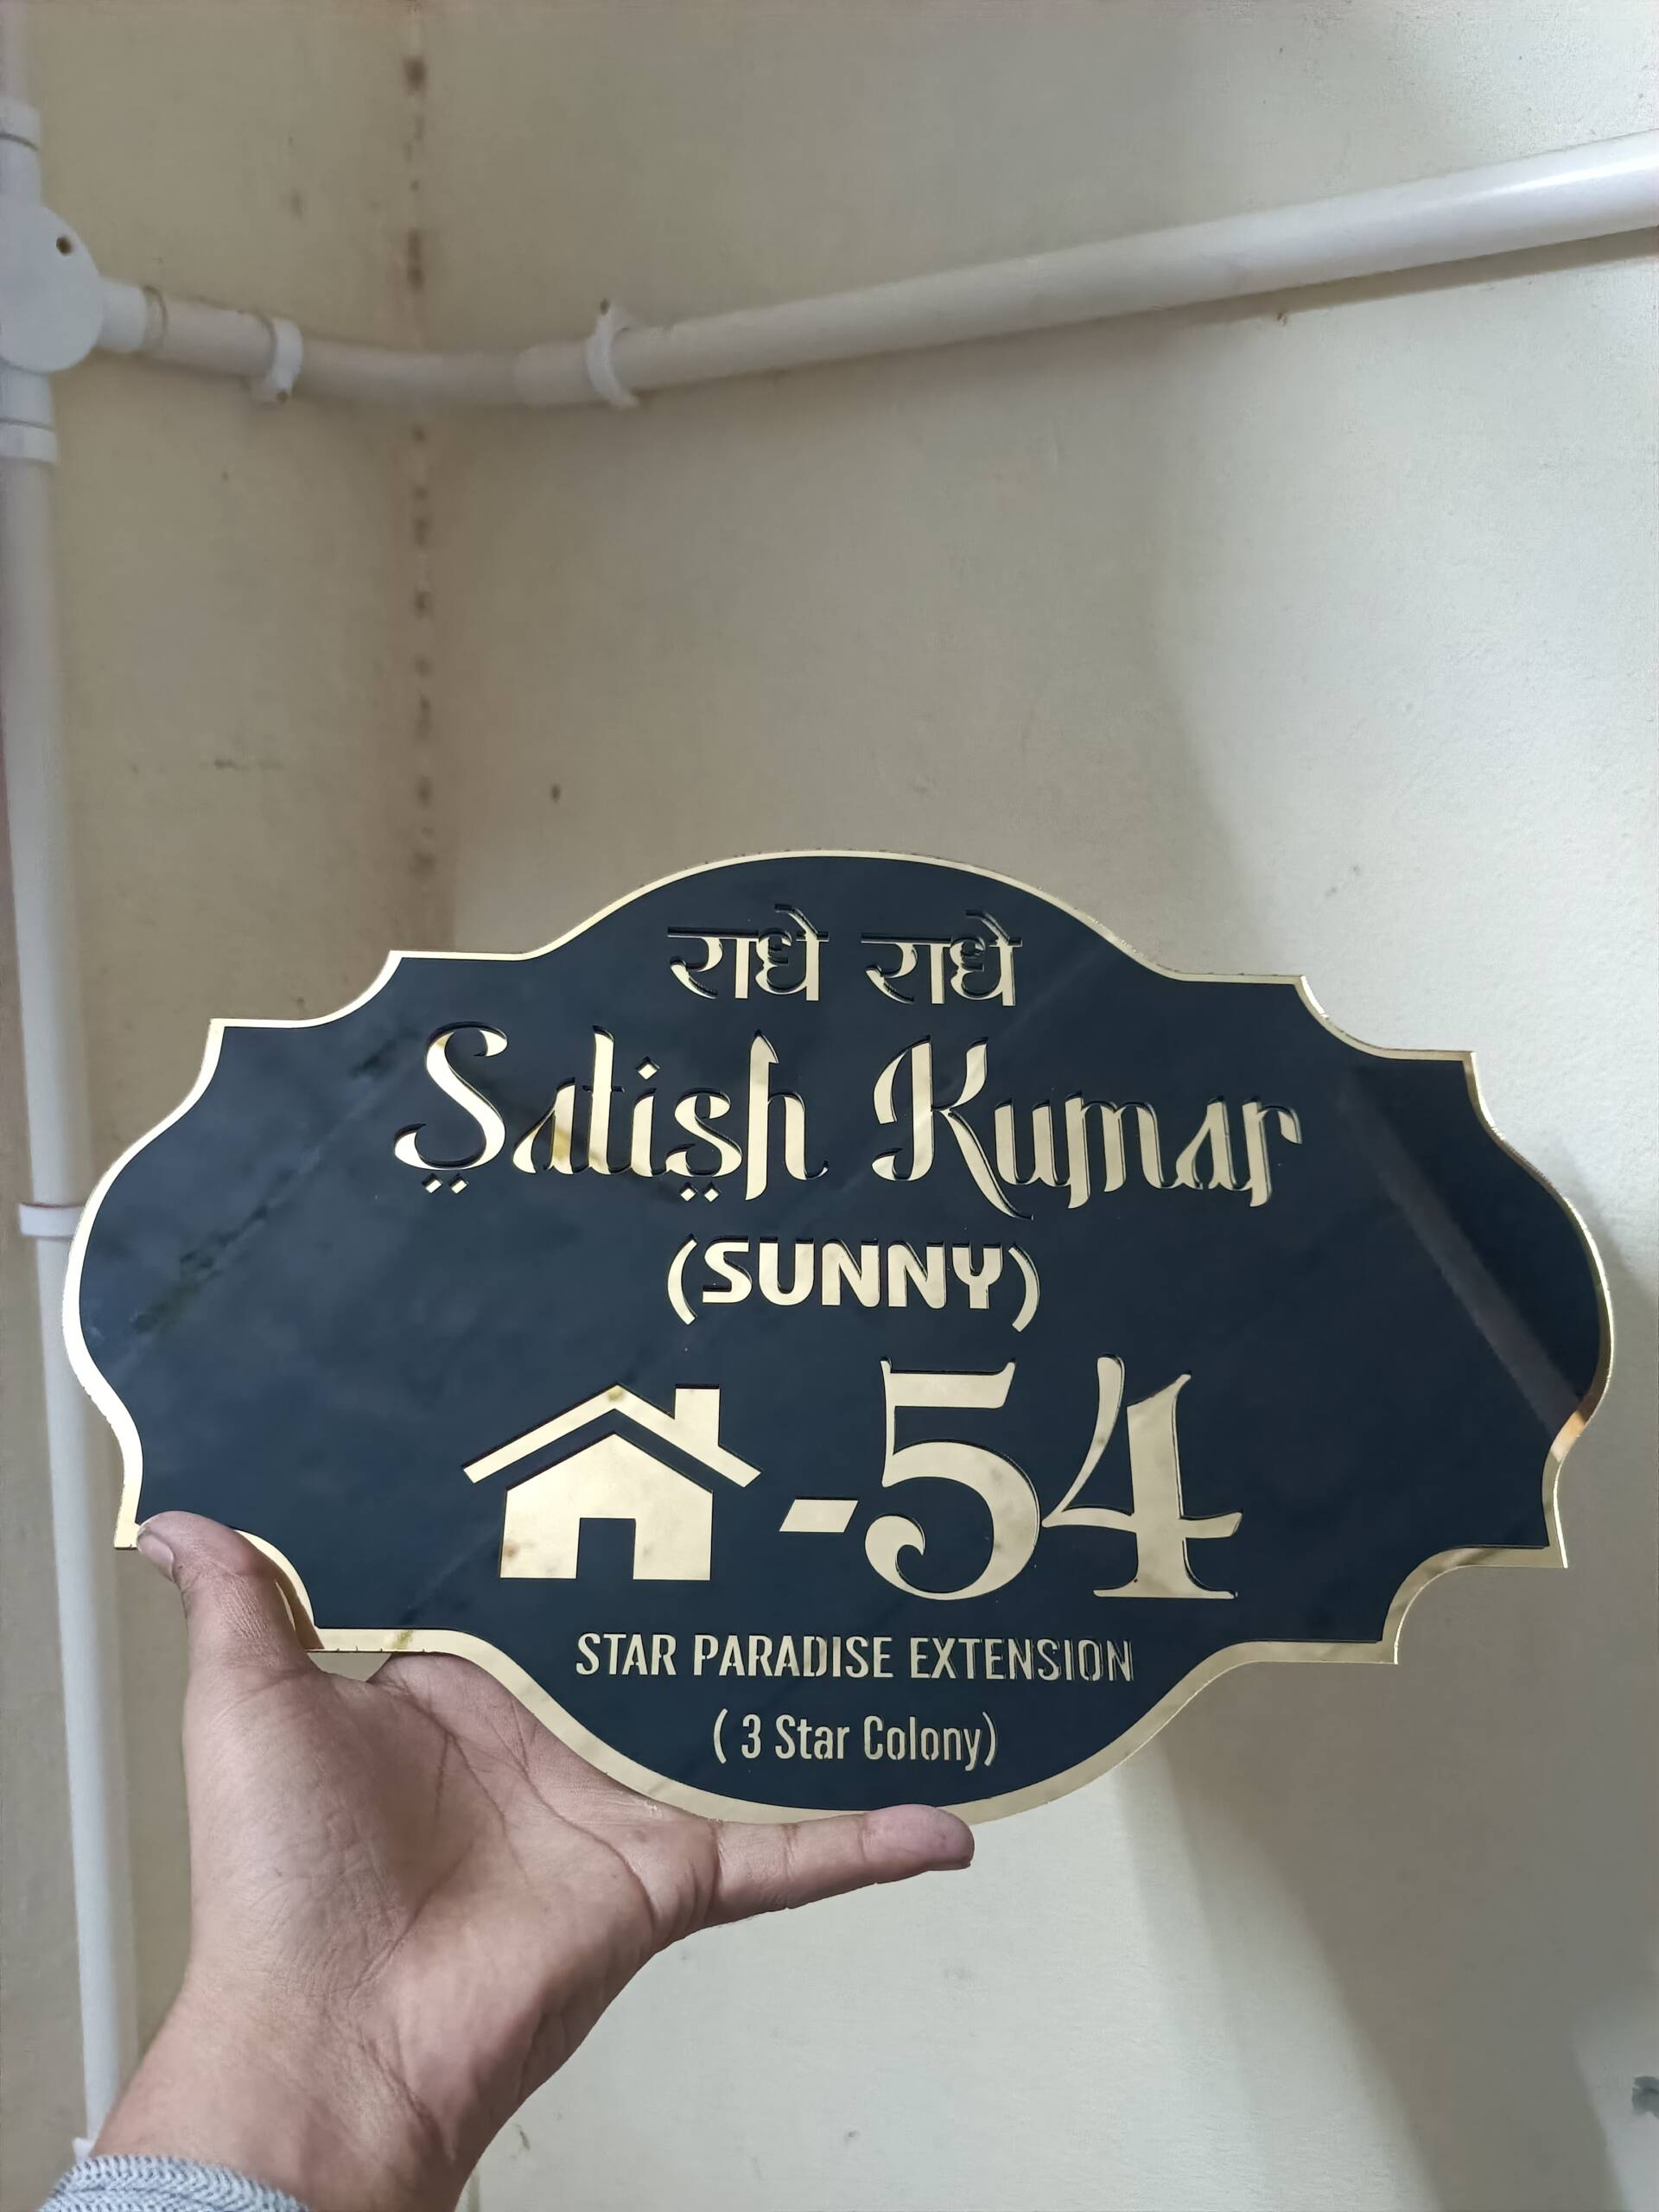 राधे राधे
Satish Kumar
(SUNNY)
-54
STAR PARADISE EXTENSION
( 3 Star Colony)